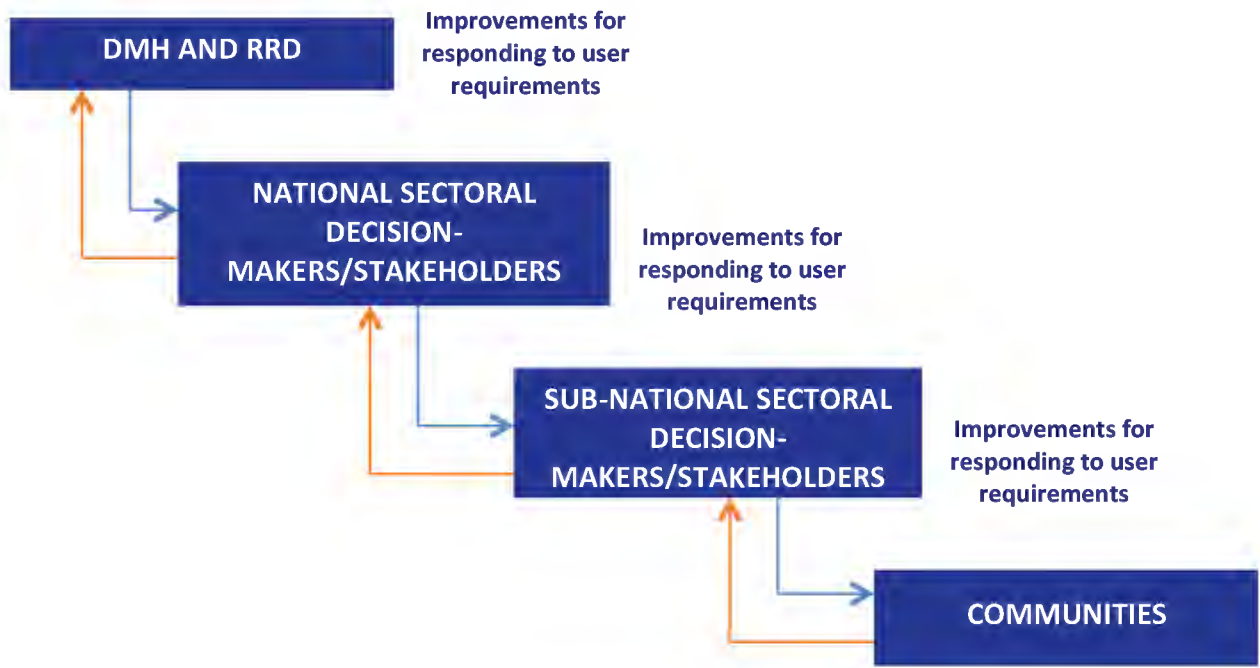 DMH AND RRD
Improvements for
responding to user
requirements
NATIONAL SECTORAL
DECISION-
MAKERS/STAKEHOLDERS
Improvements for
responding to user
requirements
SUB-NATIONAL SECTORAL
DECISION-
MAKERS/STAKEHOLDERS
Improvements for
responding to user
requirements
COMMUNITIES